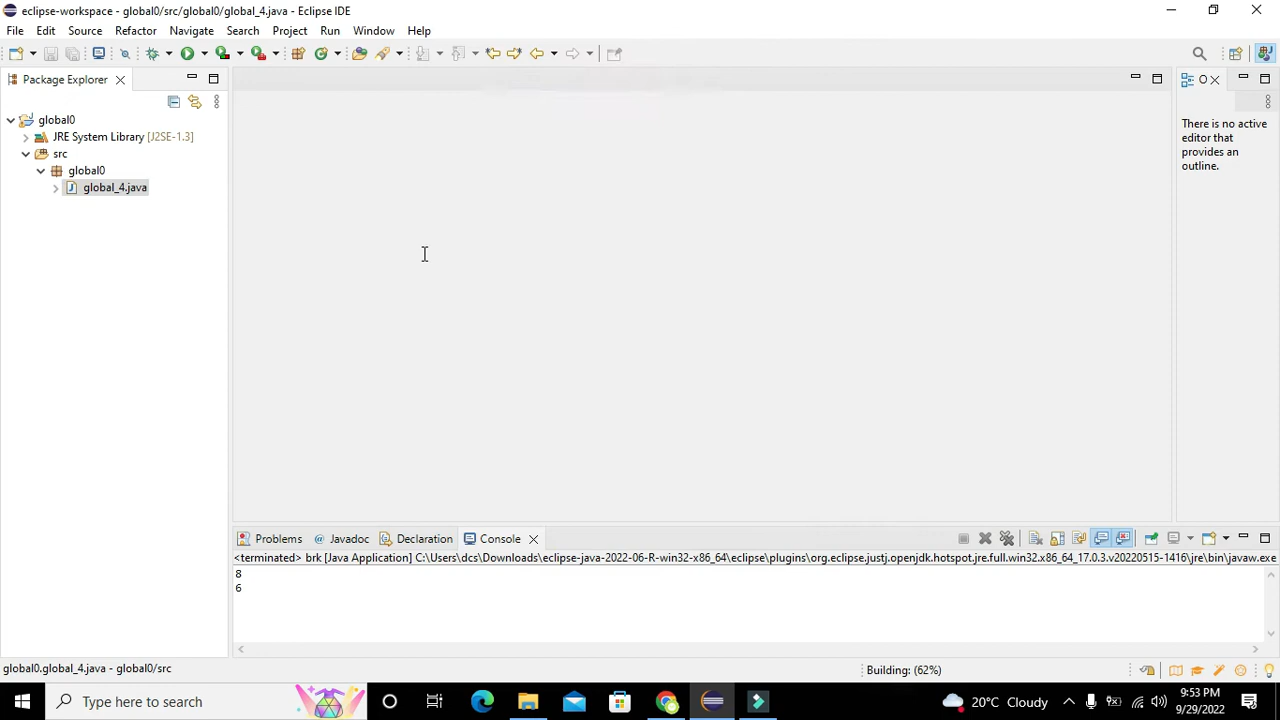 eclipse-workspace - global0/src/global0/global_4.java - Eclipse IDE
File Edit Source Refactor Navigate Search Project Run Window Help
Package Explorer
global0
JRE System Library [J2SE-1.3]
src
global0
global_4.java
O
There is no active
editor that
provides an
outline.
Problems Javadoc Declaration Console
<terminated> brk [Java Application] C:\Users\dcs\Downloads\eclipse-java-2022-06-R-win32-x86_64\eclipse\plugins\org.eclipse.justj.openjdk.hotspot.jre.full.win32.x86_64_17.0.3.v20220515-1416\jre\bin\javaw.exe
8
6
global0.global_4.java - global0/src
Building: (62%)
Type here to search
20°C Cloudy
9:53 PM
9/29/2022